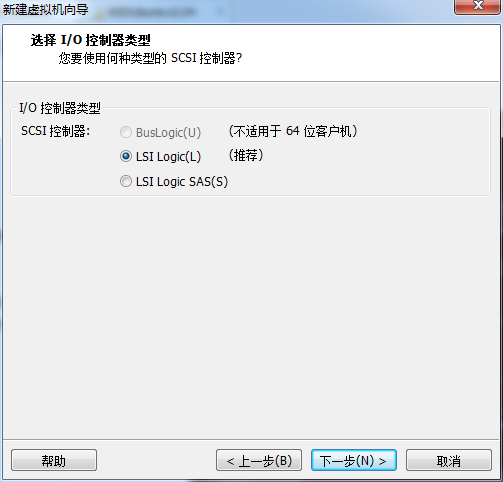 新建虚拟机向导
选择 I/O 控制器类型
您要使用何种类型的 SCSI 控制器?
I/O 控制器类型
SCSI 控制器: BusLogic(U) (不适用于 64 位客户机)
LSI Logic(L) (推荐)
LSI Logic SAS(S)
帮助 < 上一步(B) 下一步(N) > 取消